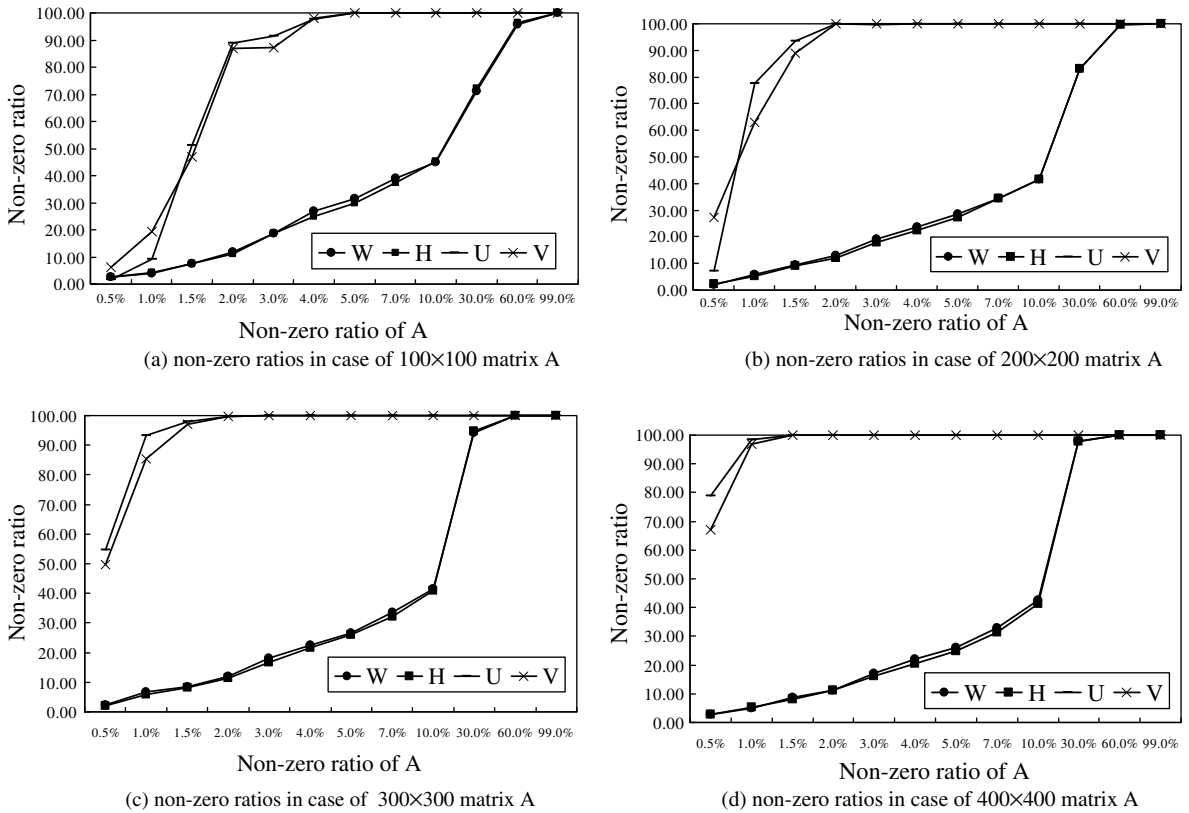 100.00
90.00
80.00
70.00
60.00
50.00
40.00
30.00
20.00
10.00
0.00
Non-zero ratio
W H U V
0.5% 1.0% 1.5% 2.0% 3.0% 4.0% 5.0% 7.0% 10.0% 30.0% 60.0% 99.0%
Non-zero ratio of A
(a) non-zero ratios in case of 100×100 matrix A
100.00
90.00
80.00
70.00
60.00
50.00
40.00
30.00
20.00
10.00
0.00
Non-zero ratio
W H U V
0.5% 1.0% 1.5% 2.0% 3.0% 4.0% 5.0% 7.0% 10.0% 30.0% 60.0% 99.0%
Non-zero ratio of A
(b) non-zero ratios in case of 200×200 matrix A
100.00
90.00
80.00
70.00
60.00
50.00
40.00
30.00
20.00
10.00
0.00
Non-zero ratio
W H U V
0.5% 1.0% 1.5% 2.0% 3.0% 4.0% 5.0% 7.0% 10.0% 30.0% 60.0% 99.0%
Non-zero ratio of A
(c) non-zero ratios in case of 300×300 matrix A
100.00
90.00
80.00
70.00
60.00
50.00
40.00
30.00
20.00
10.00
0.00
Non-zero ratio
W H U V
0.5% 1.0% 1.5% 2.0% 3.0% 4.0% 5.0% 7.0% 10.0% 30.0% 60.0% 99.0%
Non-zero ratio of A
(d) non-zero ratios in case of 400×400 matrix A